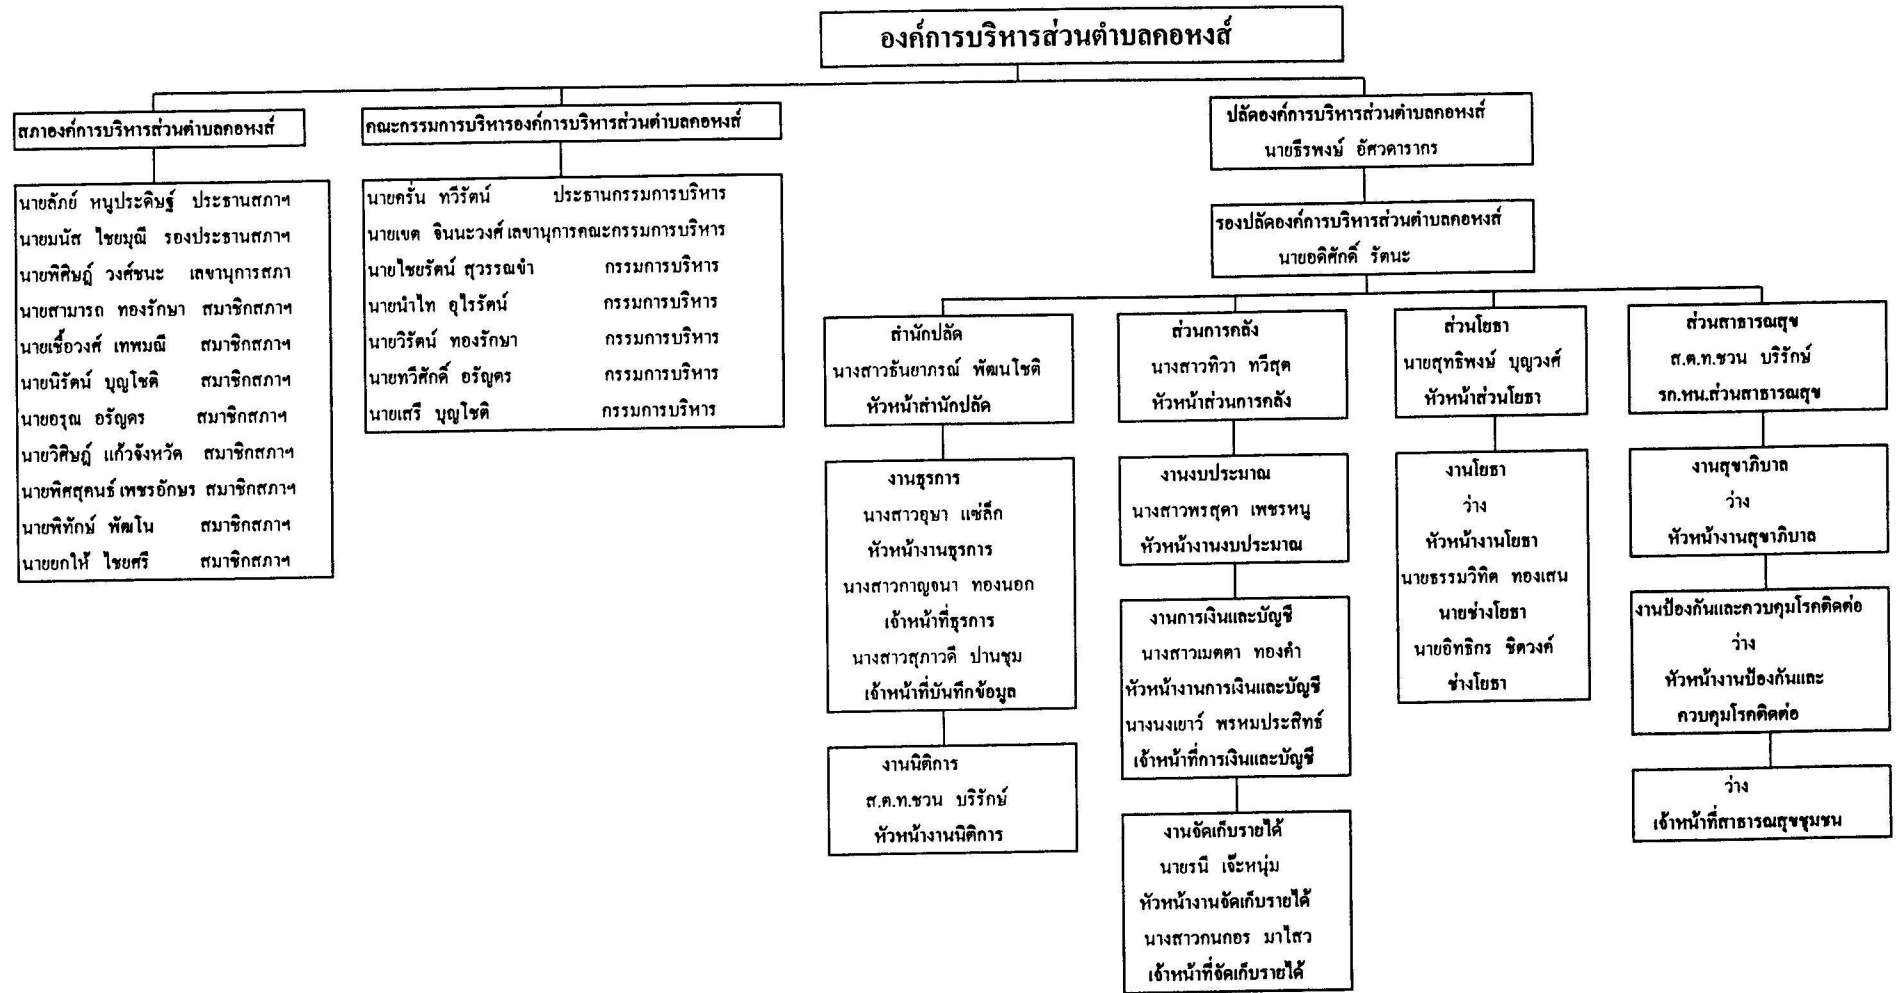 องค์การบริหารส่วนตำบลคอหงส์
สภาองค์การบริหารส่วนตำบลคอหงส์
นายลัภย์ หนูประดิษฐ์ ประธานสภาฯ
นายมนัส ไชยมุณี รองประธานสภาฯ
นายพิศิษฎ์ วงศ์ชนะ เลขานุการสภา
นายสามารถ ทองรักษา สมาชิกสภาฯ
นายเชื้อวงศ์ เทพมณี สมาชิกสภาฯ
นายนิรัตน์ บุญโชติ สมาชิกสภาฯ
นายอรุณ อรัญดร สมาชิกสภาฯ
นายวิศิษฎ์ แก้วจังหวัด สมาชิกสภาฯ
นายพิศสุคนธ์ เพชรอักษร สมาชิกสภาฯ
นายพิทักษ์ พัฒโน สมาชิกสภาฯ
นายยกให้ ไชยศรี สมาชิกสภาฯ
คณะกรรมการบริหารองค์การบริหารส่วนตำบลคอหงส์
นายครั่น ทวีรัตน์ ประธานกรรมการบริหาร
นายเขต จินนะวงศ์ เลขานุการคณะกรรมการบริหาร
นายไชยรัตน์ สุวรรณขำ กรรมการบริหาร
นายนำไท อุไรรัตน์ กรรมการบริหาร
นายวิรัตน์ ทองรักษา กรรมการบริหาร
นายทวีศักดิ์ อรัญดร กรรมการบริหาร
นายเสรี บุญโชติ กรรมการบริหาร
ปลัดองค์การบริหารส่วนตำบลคอหงส์
นายธีรพงษ์ อัศวดารากร
รองปลัดองค์การบริหารส่วนตำบลคอหงส์
นายอดิศักดิ์ รัตนะ
สำนักปลัด
นางสาวธันยาภรณ์ พัฒนโชติ
หัวหน้าสำนักปลัด
งานธุรการ
นางสาวอุษา แซ่ลึก
หัวหน้างานธุรการ
นางสาวกาญจนา ทองนอก
เจ้าหน้าที่ธุรการ
นางสาวสุภาวดี ปานชุม
เจ้าหน้าที่บันทึกข้อมูล
งานนิติการ
ส.ต.ท.ชวน บริรักษ์
หัวหน้างานนิติการ
ส่วนการคลัง
นางสาวทิวา ทวีสุต
หัวหน้าส่วนการคลัง
งานงบประมาณ
นางสาวพรสุดา เพชรหนู
หัวหน้างานงบประมาณ
งานการเงินและบัญชี
นางสาวเมตตา ทองคำ
หัวหน้างานการเงินและบัญชี
นางนงเยาว์ พรหมประสิทธ์
เจ้าหน้าที่การเงินและบัญชี
งานจัดเก็บรายได้
นายรนี เจ๊ะหนุ่ม
หัวหน้างานจัดเก็บรายได้
นางสาวกนกอร มาไสว
เจ้าหน้าที่จัดเก็บรายได้
ส่วนโยธา
นายสุทธิพงษ์ บุญวงศ์
หัวหน้าส่วนโยธา
งานโยธา
ว่าง
หัวหน้างานโยธา
นายธรรมวิทิต ทองเสน
นายช่างโยธา
นายอิทธิกร ชิตวงค์
ช่างโยธา
ส่วนสาธารณสุข
ส.ต.ท.ชวน บริรักษ์
รก.หน.ส่วนสาธารณสุข
งานสุขาภิบาล
ว่าง
หัวหน้างานสุขาภิบาล
งานป้องกันและควบคุมโรคติดต่อ
ว่าง
หัวหน้างานป้องกันและ
ควบคุมโรคติดต่อ
ว่าง
เจ้าหน้าที่สาธารณสุขชุมชน